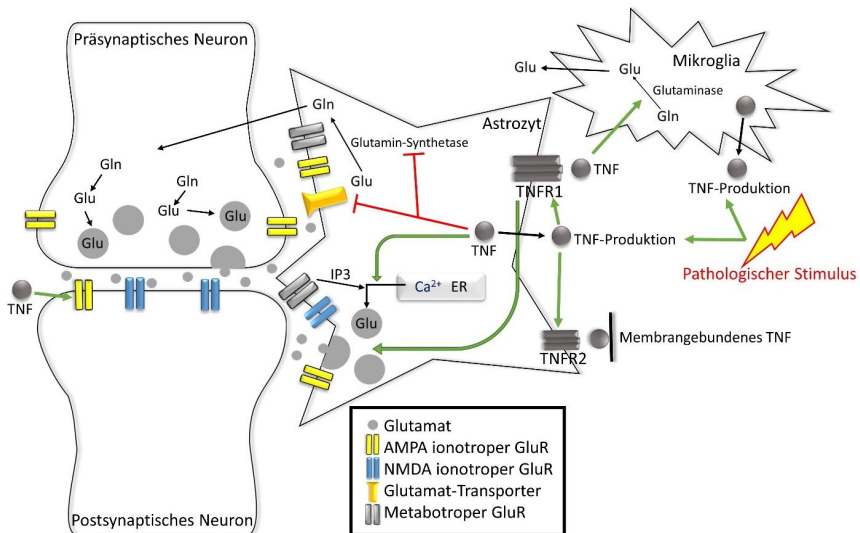 Präsynaptisches Neuron
Mikroglia
Glu
Glu
Glutaminase
Gln
Gln
Astrozyt
Glutamin-Synthetase
Glu
TNFR1
TNF
TNF-Produktion
Gln
Gln
Glu
Glu
Glu
Glu
TNF
TNF-Produktion
Pathologischer Stimulus
IP3
Ca²⁺ ER
TNF
Glu
TNFR2
Membrangebundenes TNF
Glutamat
AMPA ionotroper GluR
NMDA ionotroper GluR
Glutamat-Transporter
Metabotroper GluR
Postsynaptisches Neuron